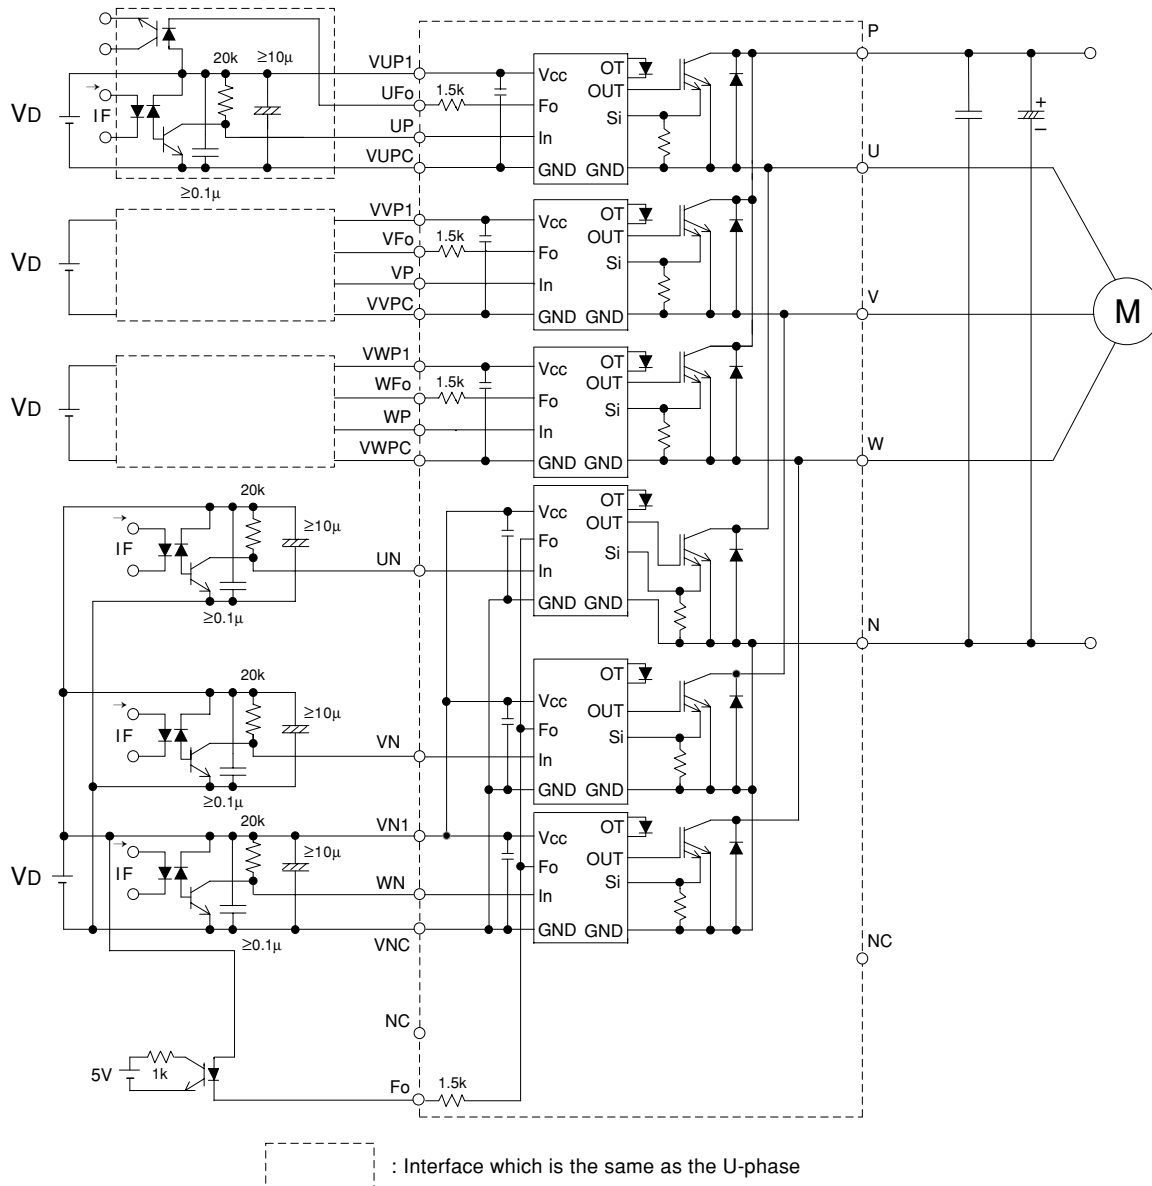 P
20k
≥10µ
VUP1
Vcc
OT
UFo
1.5k
OUT
VD
IF
Fo
Si
UP
In
VUPC
U
GND GND
≥0.1µ
VVP1
Vcc
OT
VFo
1.5k
OUT
VD
Fo
Si
VP
In
VVPC
V
M
GND GND
VWP1
Vcc
OT
WFo
1.5k
OUT
VD
Fo
Si
WP
In
VWPC
W
GND GND
20k
OT
Vcc
≥10µ
OUT
IF
Fo
UN
Si
In
GND GND
≥0.1µ
N
20k
OT
Vcc
≥10µ
OUT
IF
Fo
VN
Si
In
GND GND
≥0.1µ
20k
VN1
Vcc
OT
≥10µ
OUT
IF
Fo
VD
WN
Si
In
GND GND
≥0.1µ
VNC
NC
NC
5V
1k
Fo
1.5k
: Interface which is the same as the U-phase
+
–